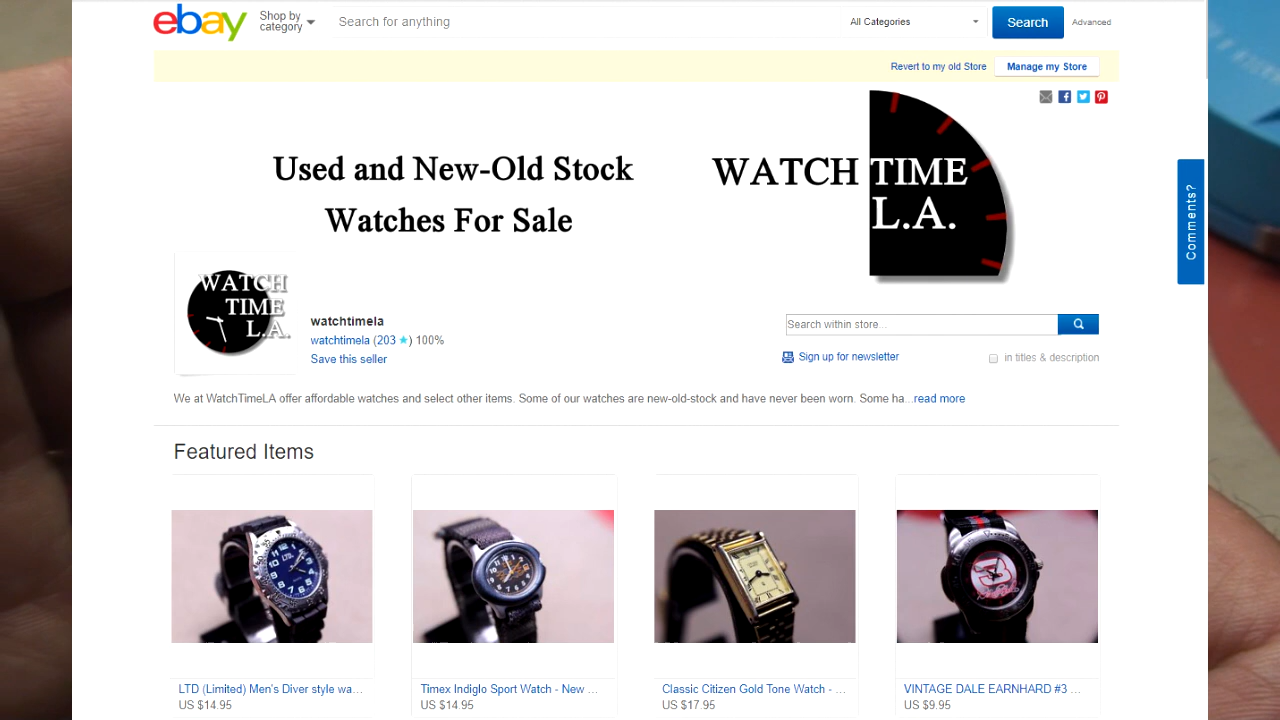 ebay
Shop by
category
Search for anything
All Categories
Search
Advanced
Revert to my old Store
Manage my Store
Used and New-Old Stock
Watches For Sale
WATCH TIME
L.A.
Comments?
WATCH
TIME
L.A.
watchtimela
watchtimela (203 ★) 100%
Save this seller
Search within store...
Sign up for newsletter
in titles & description
We at WatchTimeLA offer affordable watches and select other items. Some of our watches are new-old-stock and have never been worn. Some ha...read more
Featured Items
LTD (Limited) Men's Diver style wa...
US $14.95
Timex Indiglo Sport Watch - New ...
US $14.95
Classic Citizen Gold Tone Watch - ...
US $17.95
VINTAGE DALE EARNHARD #3 ...
US $9.95